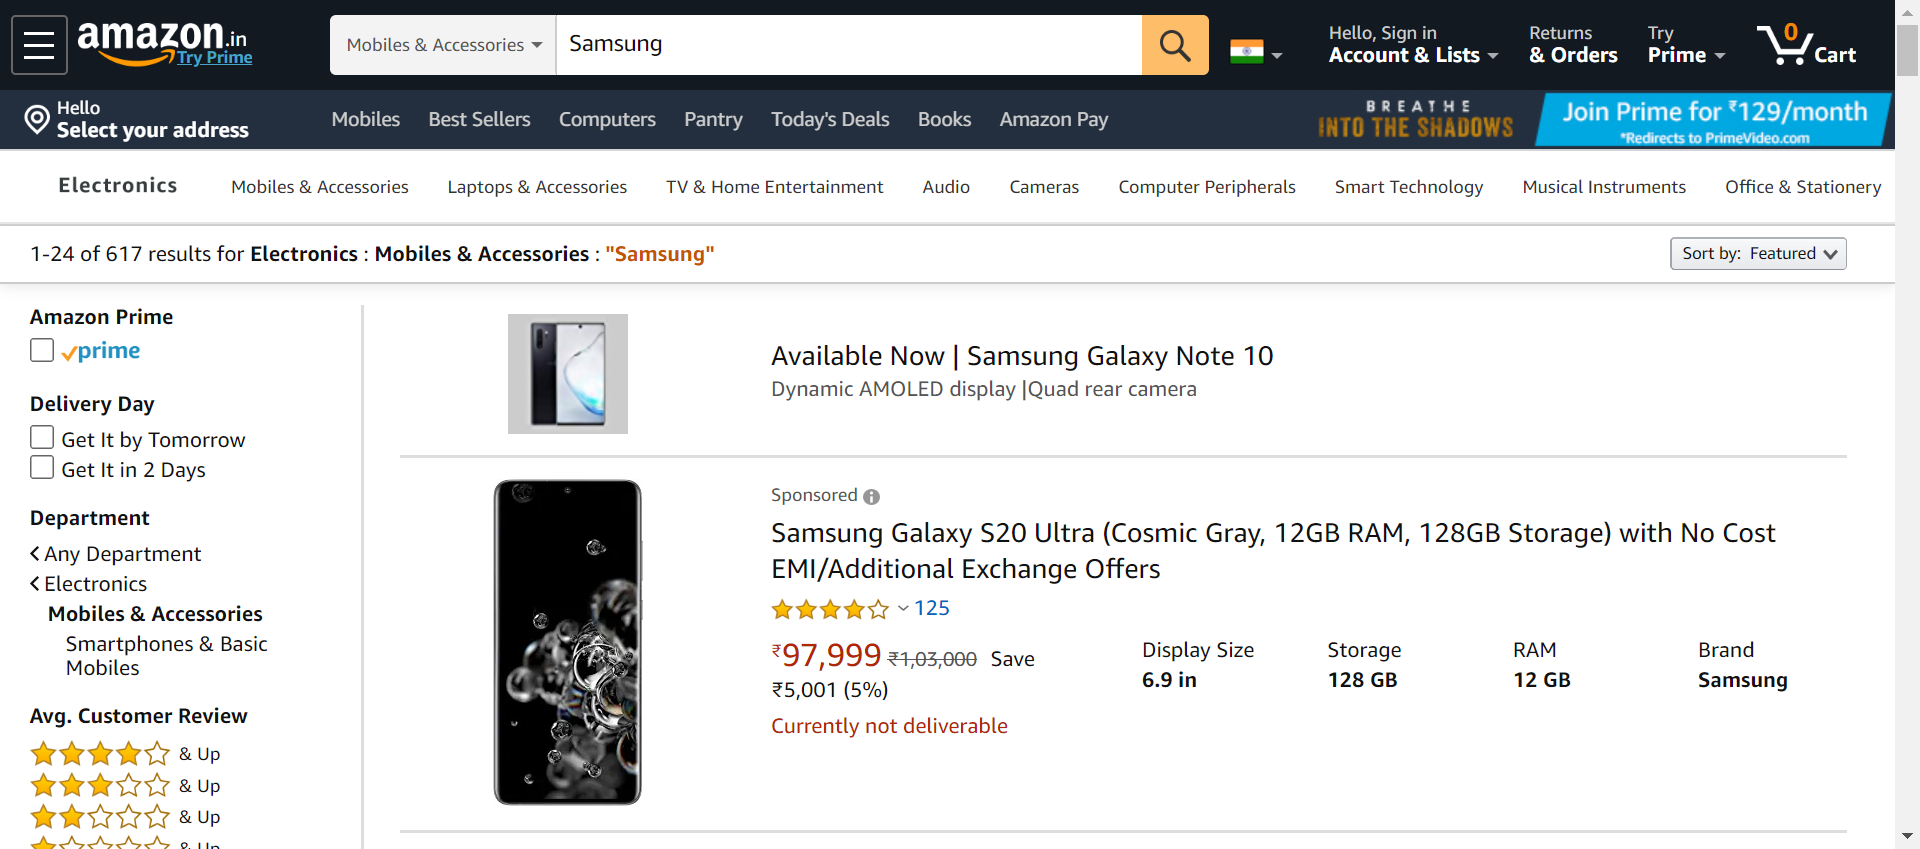 amazon.in
Try Prime
Mobiles & Accessories
Samsung
Hello, Sign in
Account & Lists
Returns
& Orders
Try
Prime
0
Cart
Hello
Select your address
Mobiles
Best Sellers
Computers
Pantry
Today's Deals
Books
Amazon Pay
BREATHE
INTO THE SHADOWS
Join Prime for ₹129/month
*Redirects to PrimeVideo.com
Electronics
Mobiles & Accessories
Laptops & Accessories
TV & Home Entertainment
Audio
Cameras
Computer Peripherals
Smart Technology
Musical Instruments
Office & Stationery
1-24 of 617 results for Electronics : Mobiles & Accessories : "Samsung"
Sort by: Featured
Amazon Prime
prime
Delivery Day
Get It by Tomorrow
Get It in 2 Days
Department
Any Department
Electronics
Mobiles & Accessories
Smartphones & Basic
Mobiles
Avg. Customer Review
& Up
& Up
& Up
& Up
Available Now | Samsung Galaxy Note 10
Dynamic AMOLED display |Quad rear camera
Sponsored
Samsung Galaxy S20 Ultra (Cosmic Gray, 12GB RAM, 128GB Storage) with No Cost
EMI/Additional Exchange Offers
125
₹97,999 ₹1,03,000 Save
₹5,001 (5%)
Currently not deliverable
Display Size
6.9 in
Storage
128 GB
RAM
12 GB
Brand
Samsung